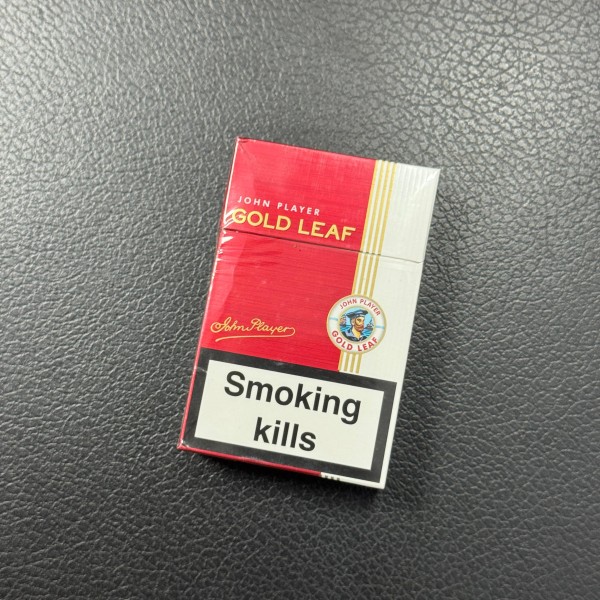 JOHN PLAYER
GOLD LEAF
John Player
JOHN PLAYER
GOLD LEAF
Smoking
kills